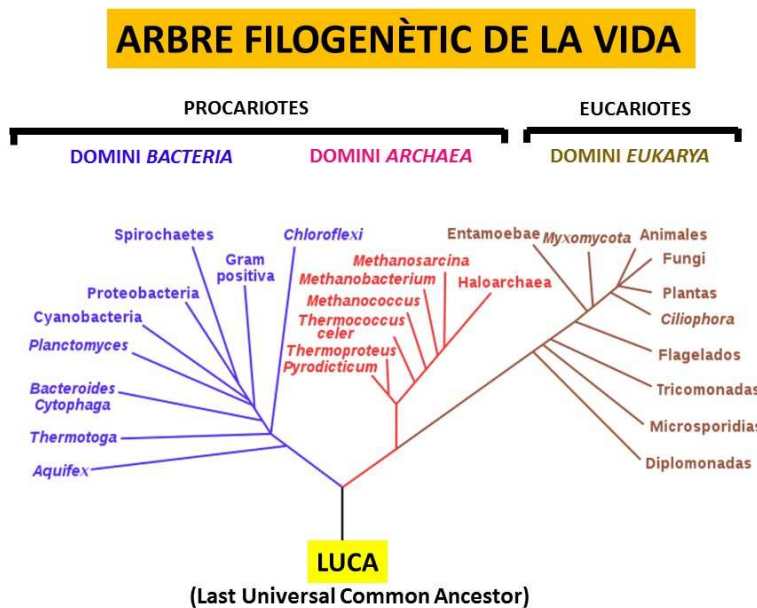 ARBRE FILOGENÈTIC DE LA VIDA
PROCARIOTES
EUCARIOTES
DOMINI BACTERIA
DOMINI ARCHAEA
DOMINI EUKARYA
Spirochaetes
Chloroflexi
Gram
positiva
Proteobacteria
Cyanobacteria
Planctomyces
Bacteroides
Cytophaga
Thermotoga
Aquifex
Methanosarcina
Methanobacterium
Haloarchaea
Methanococcus
Thermococcus
celer
Thermoproteus
Pyrodicticum
Entamoebae
Myxomycota
Animales
Fungi
Plantas
Ciliophora
Flagelados
Tricomonadas
Microsporidias
Diplomonadas
LUCA
(Last Universal Common Ancestor)